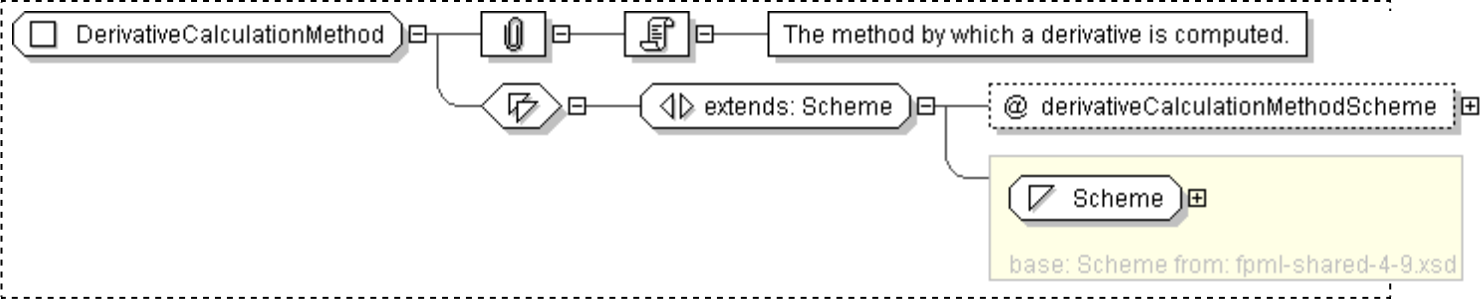 DerivativeCalculationMethod
The method by which a derivative is computed.
extends: Scheme
@ derivativeCalculationMethodScheme
Scheme
base: Scheme from: fpml-shared-4-9.xsd